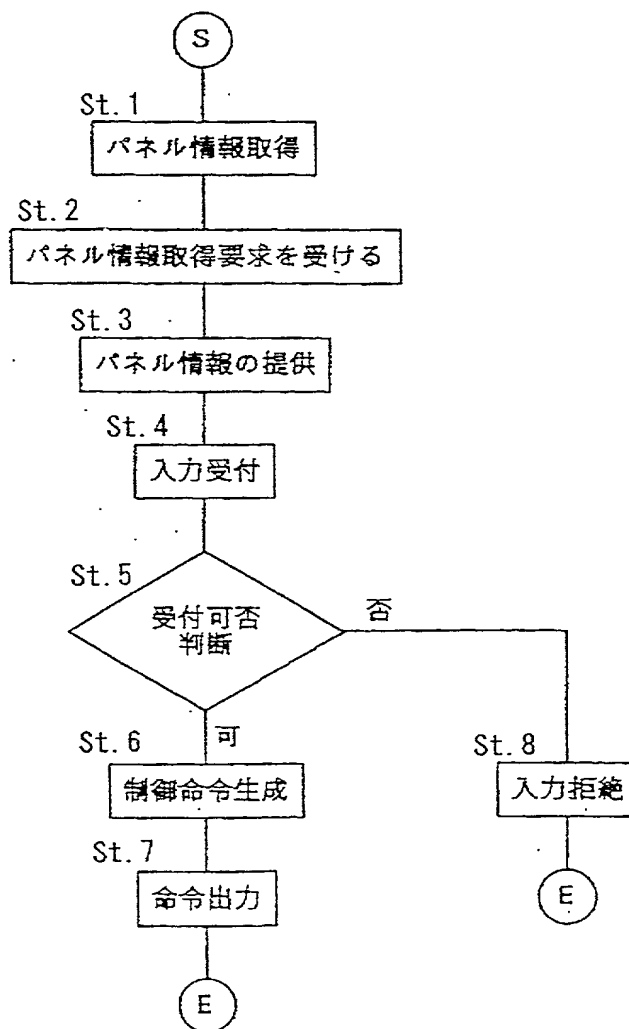 S
St.1
パネル情報取得
St.2
パネル情報取得要求を受ける
St.3
パネル情報の提供
St.4
入力受付
St.5
受付可否
判断
否
可
St.6
制御命令生成
St.8
入力拒絶
St.7
命令出力
E
E